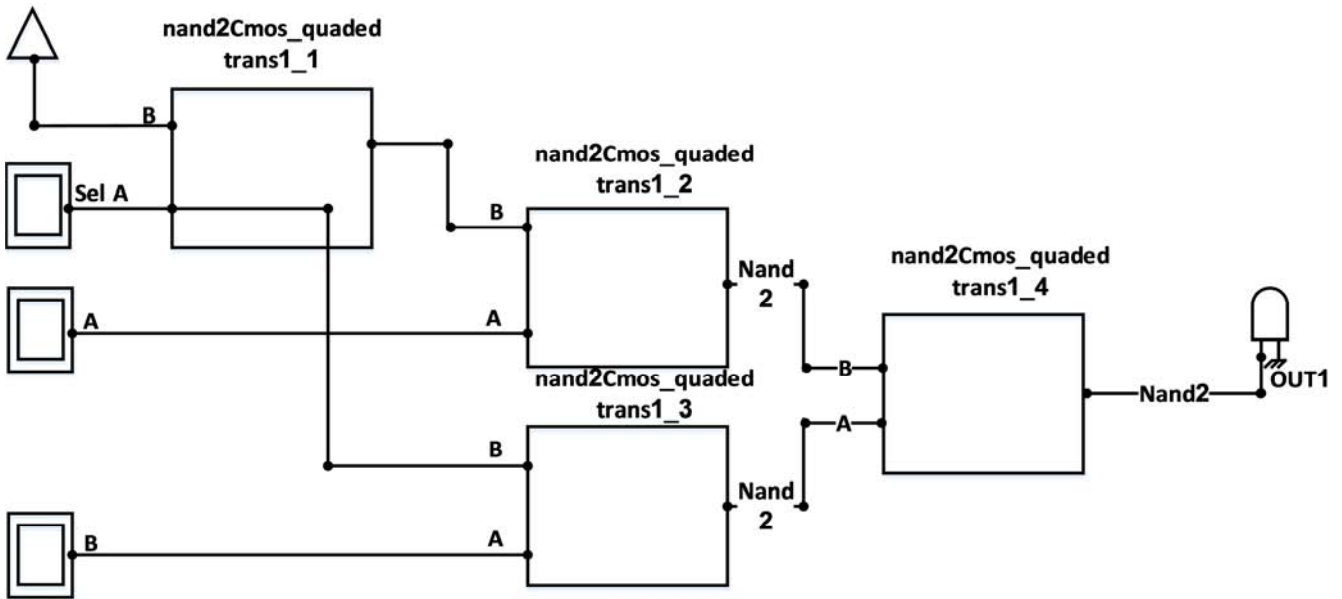 nand2Cmos_quaded
trans1_1
B
Sel A
nand2Cmos_quaded
trans1_2
B
A
A
Nand
2
nand2Cmos_quaded
trans1_3
B
B
A
Nand
2
nand2Cmos_quaded
trans1_4
B
A
Nand2
OUT1